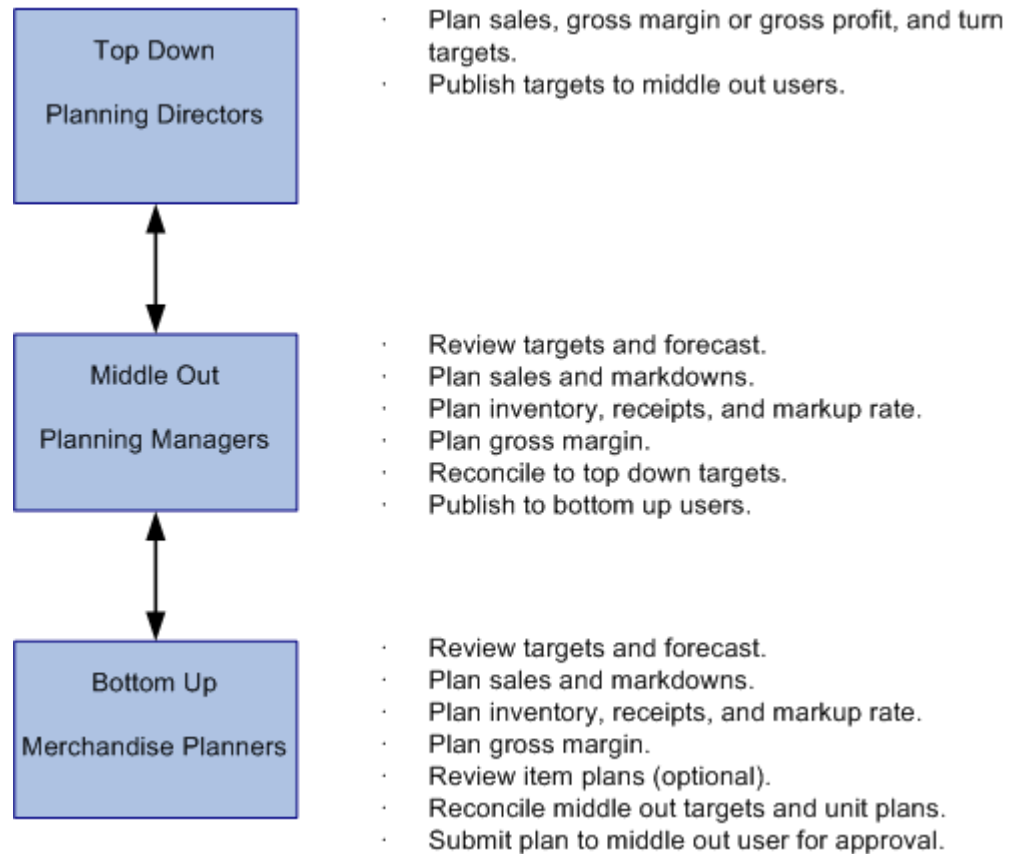 Top Down
Planning Directors
· Plan sales, gross margin or gross profit, and turn
targets.
· Publish targets to middle out users.
Middle Out
Planning Managers
· Review targets and forecast.
· Plan sales and markdowns.
· Plan inventory, receipts, and markup rate.
· Plan gross margin.
· Reconcile to top down targets.
· Publish to bottom up users.
Bottom Up
Merchandise Planners
· Review targets and forecast.
· Plan sales and markdowns.
· Plan inventory, receipts, and markup rate.
· Plan gross margin.
· Review item plans (optional).
· Reconcile middle out targets and unit plans.
· Submit plan to middle out user for approval.